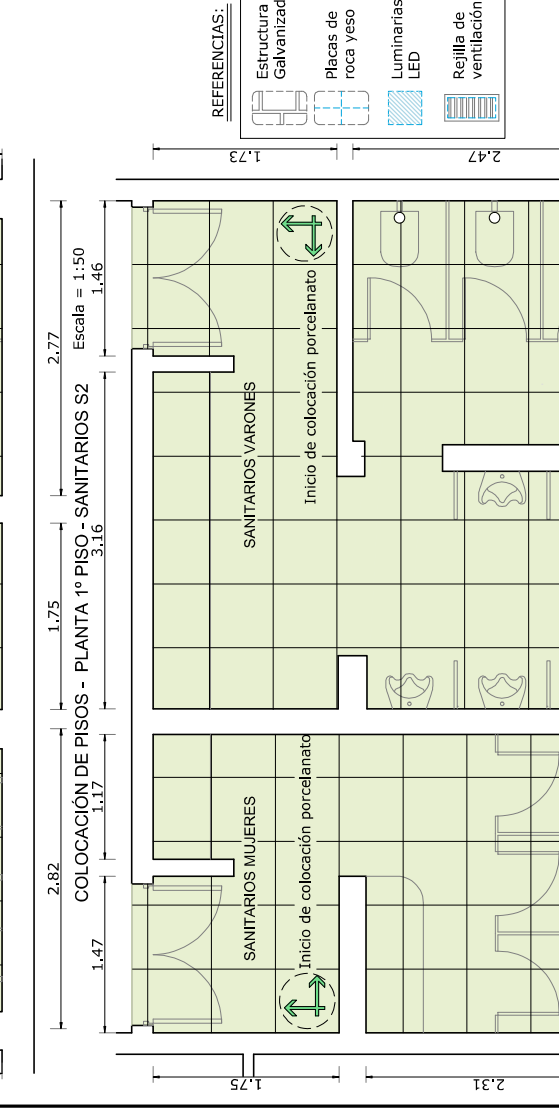 REFERENCIAS:
Estructura
Galvanizad
Placas de
roca yeso
Luminarias
LED
Rejilla de
ventilación
2.82
1.75
2.77
COLOCACIÓN DE PISOS - PLANTA 1º PISO - SANITARIOS S2
Escala = 1:50
1.47
1.17
3.16
1.46
1.75
2.31
1.73
2.47
SANITARIOS MUJERES
Inicio de colocación porcelanato
SANITARIOS VARONES
Inicio de colocación porcelanato